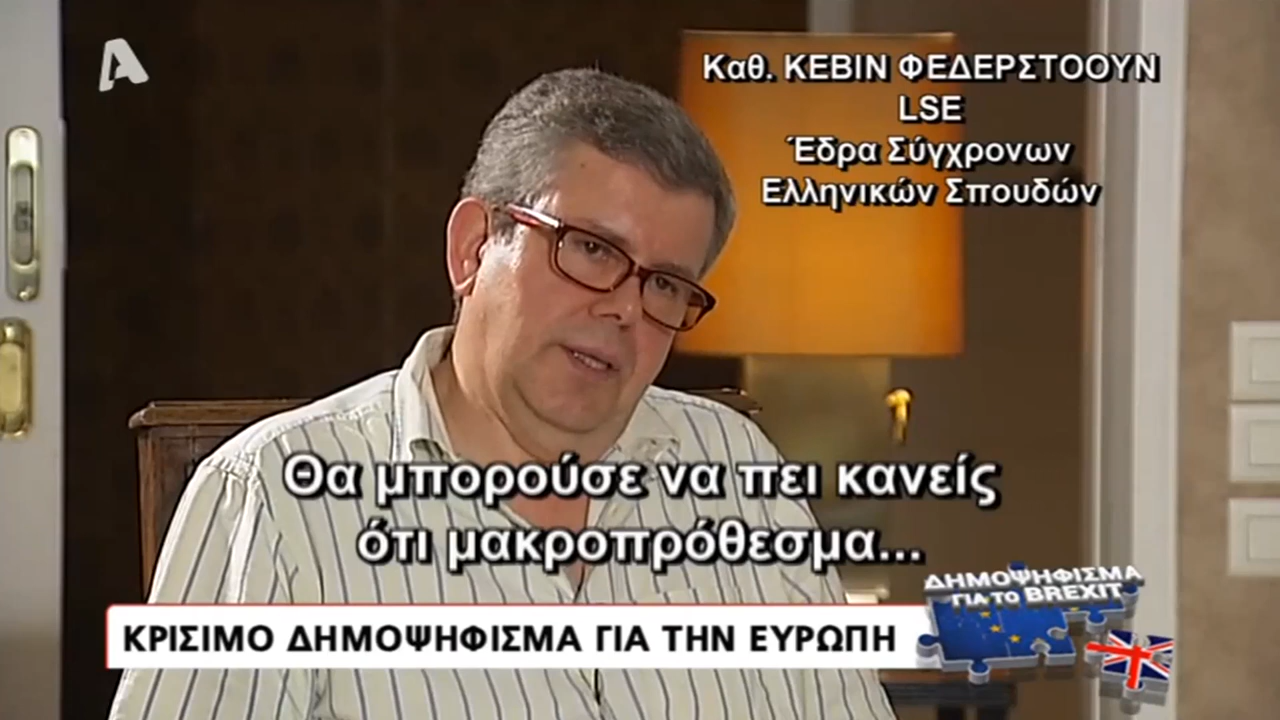 Καθ. ΚΕΒΙΝ ΦΕΔΕΡΣΤΟΟΥΝ
LSE
Έδρα Σύγχρονων
Ελληνικών Σπουδών
Θα μπορούσε να πει κανείς
ότι μακροπρόθεσμα...
ΔΗΜΟΨΗΦΙΣΜΑ
ΓΙΑ ΤΟ BREXIT
ΚΡΙΣΙΜΟ ΔΗΜΟΨΗΦΙΣΜΑ ΓΙΑ ΤΗΝ ΕΥΡΩΠΗ